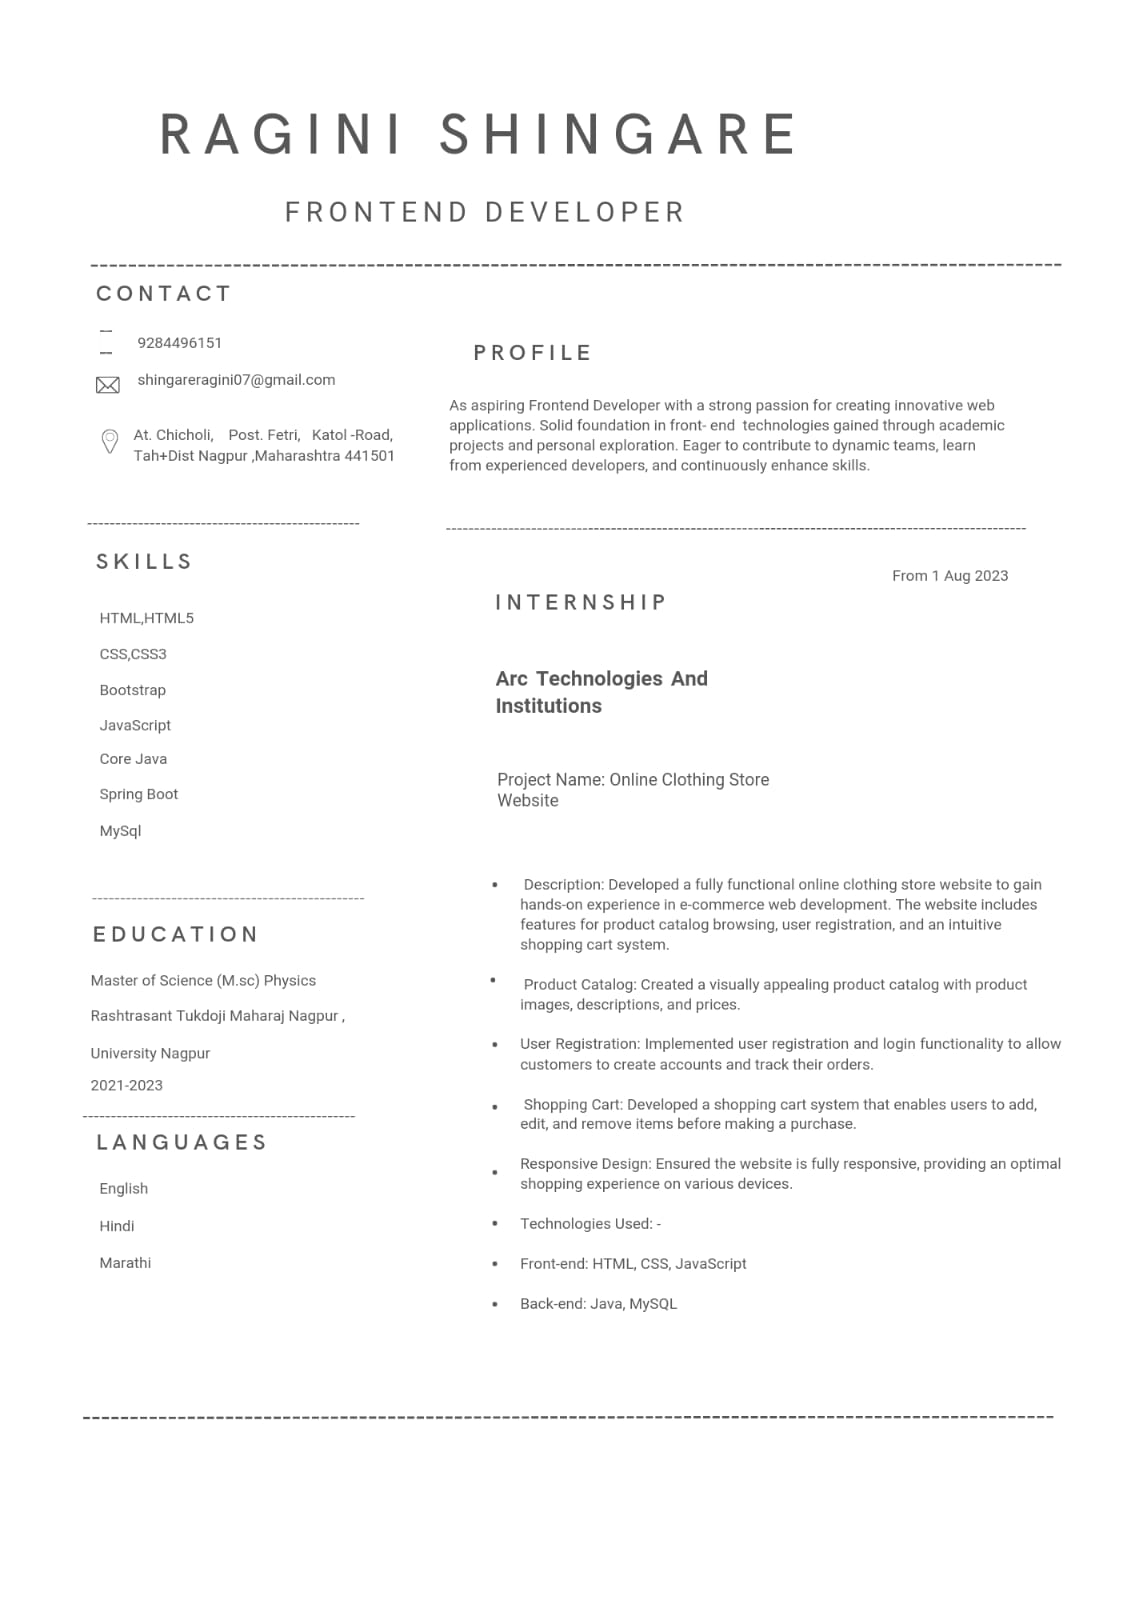 RAGINI SHINGARE
FRONTEND DEVELOPER
CONTACT
9284496151
shingareragini07@gmail.com
At. Chicholi, Post. Fetri, Katol -Road,
Tah+Dist Nagpur ,Maharashtra 441501
SKILLS
HTML,HTML5
CSS,CSS3
Bootstrap
JavaScript
Core Java
Spring Boot
MySql
EDUCATION
Master of Science (M.sc) Physics
Rashtrasant Tukdoji Maharaj Nagpur ,
University Nagpur
2021-2023
LANGUAGES
English
Hindi
Marathi
PROFILE
As aspiring Frontend Developer with a strong passion for creating innovative web
applications. Solid foundation in front- end technologies gained through academic
projects and personal exploration. Eager to contribute to dynamic teams, learn
from experienced developers, and continuously enhance skills.
From 1 Aug 2023
INTERNSHIP
Arc Technologies And
Institutions
Project Name: Online Clothing Store
Website
• Description: Developed a fully functional online clothing store website to gain
hands-on experience in e-commerce web development. The website includes
features for product catalog browsing, user registration, and an intuitive
shopping cart system.
• Product Catalog: Created a visually appealing product catalog with product
images, descriptions, and prices.
• User Registration: Implemented user registration and login functionality to allow
customers to create accounts and track their orders.
• Shopping Cart: Developed a shopping cart system that enables users to add,
edit, and remove items before making a purchase.
• Responsive Design: Ensured the website is fully responsive, providing an optimal
shopping experience on various devices.
• Technologies Used: -
• Front-end: HTML, CSS, JavaScript
• Back-end: Java, MySQL